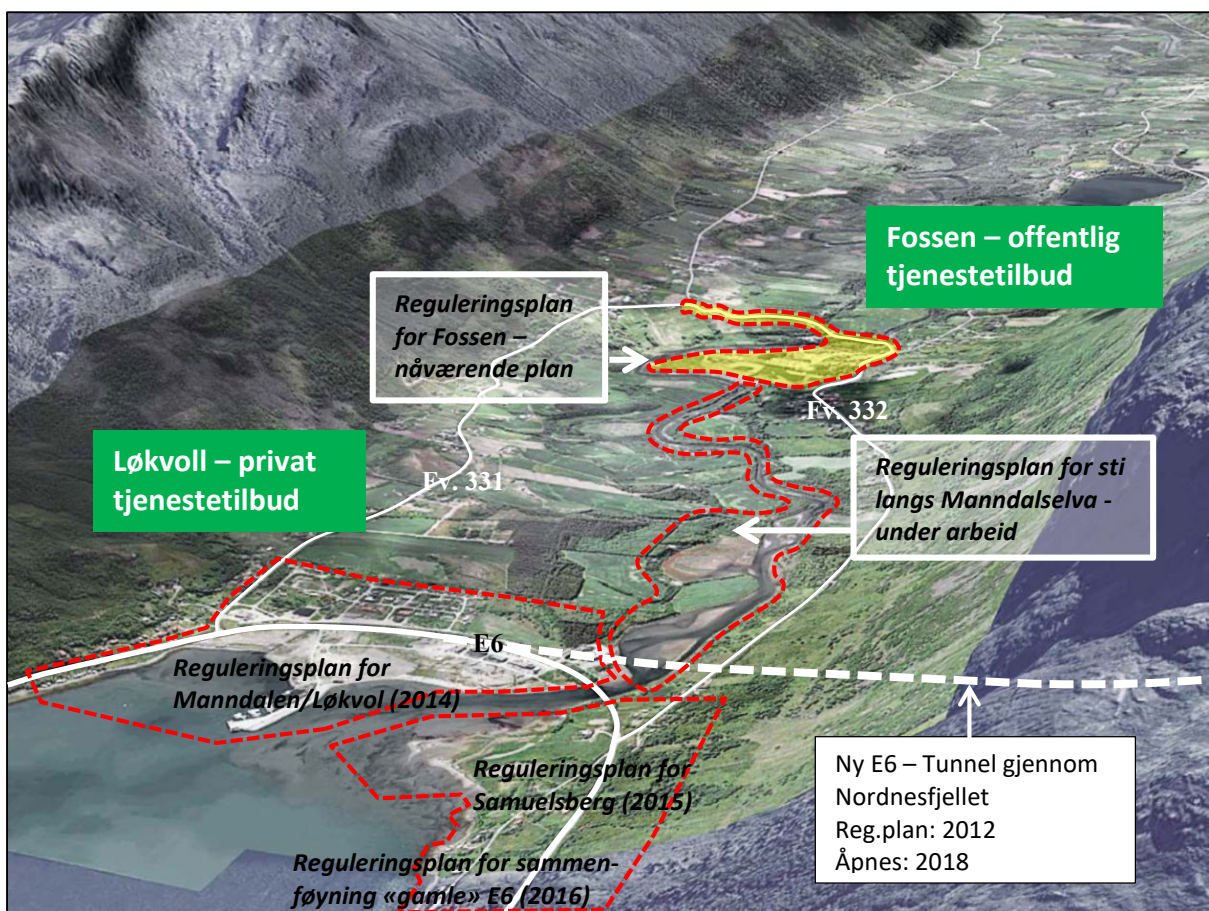 Fossen – offentlig
tjenestetilbud
Reguleringsplan
for Fossen –
nåværende plan
Fv. 332
Løkvoll – privat
tjenestetilbud
Fv. 331
Reguleringsplan for sti
langs Manndalselva -
under arbeid
E6
Reguleringsplan for
Manndalen/Løkvol (2014)
Reguleringsplan for
Samuelsberg (2015)
Ny E6 – Tunnel gjennom
Nordnesfjellet
Reg.plan: 2012
Åpnes: 2018
Reguleringsplan for sammen-
føyning «gamle» E6 (2016)